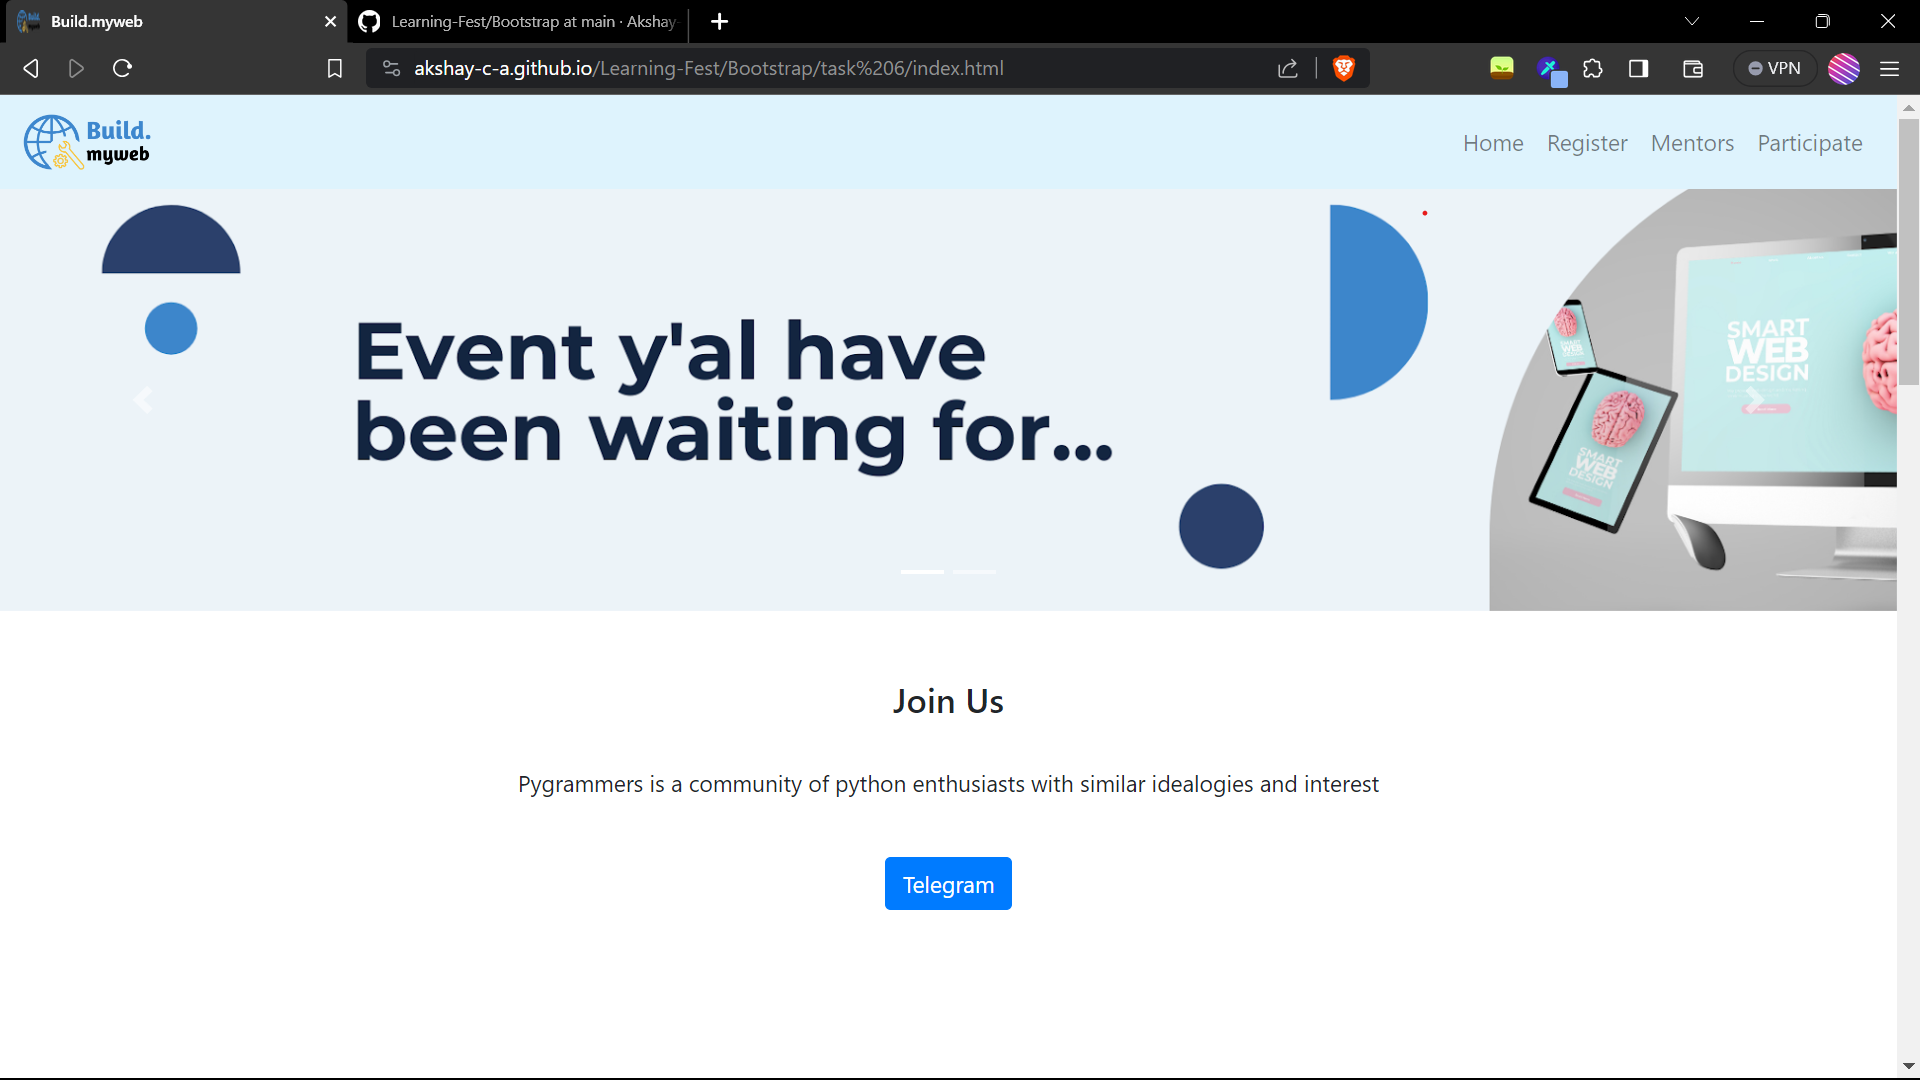 Build.myweb
Learning-Fest/Bootstrap at main · Akshay-
akshay-c-a.github.io/Learning-Fest/Bootstrap/task%206/index.html
VPN
Build.
myweb
Home Register Mentors Participate
Event y'al have
been waiting for...
SMART
WEB
DESIGN
SMART
WEB
DESIGN
Join Us
Pygrammers is a community of python enthusiasts with similar idealogies and interest
Telegram